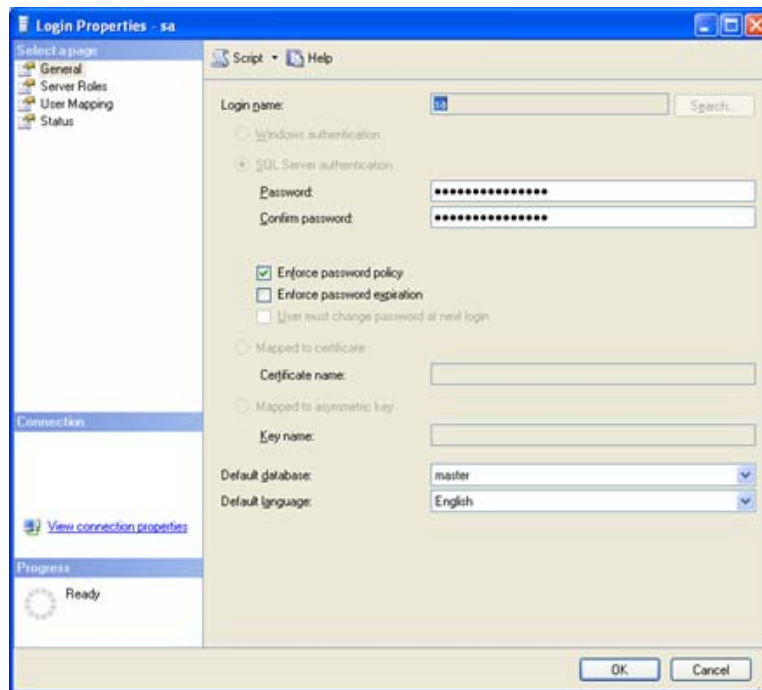 Login Properties - sa
Select a page
General
Server Roles
User Mapping
Status
Script Help
Login name: sa Search...
Windows authentication
SQL Server authentication
Password: •••••••••••••••
Confirm password: •••••••••••••••
Enforce password policy
Enforce password expiration
User must change password at next login
Mapped to certificate
Certificate name:
Mapped to asymmetric key
Key name:
Default database: master
Default language: English
Connection
View connection properties
Progress
Ready
OK Cancel